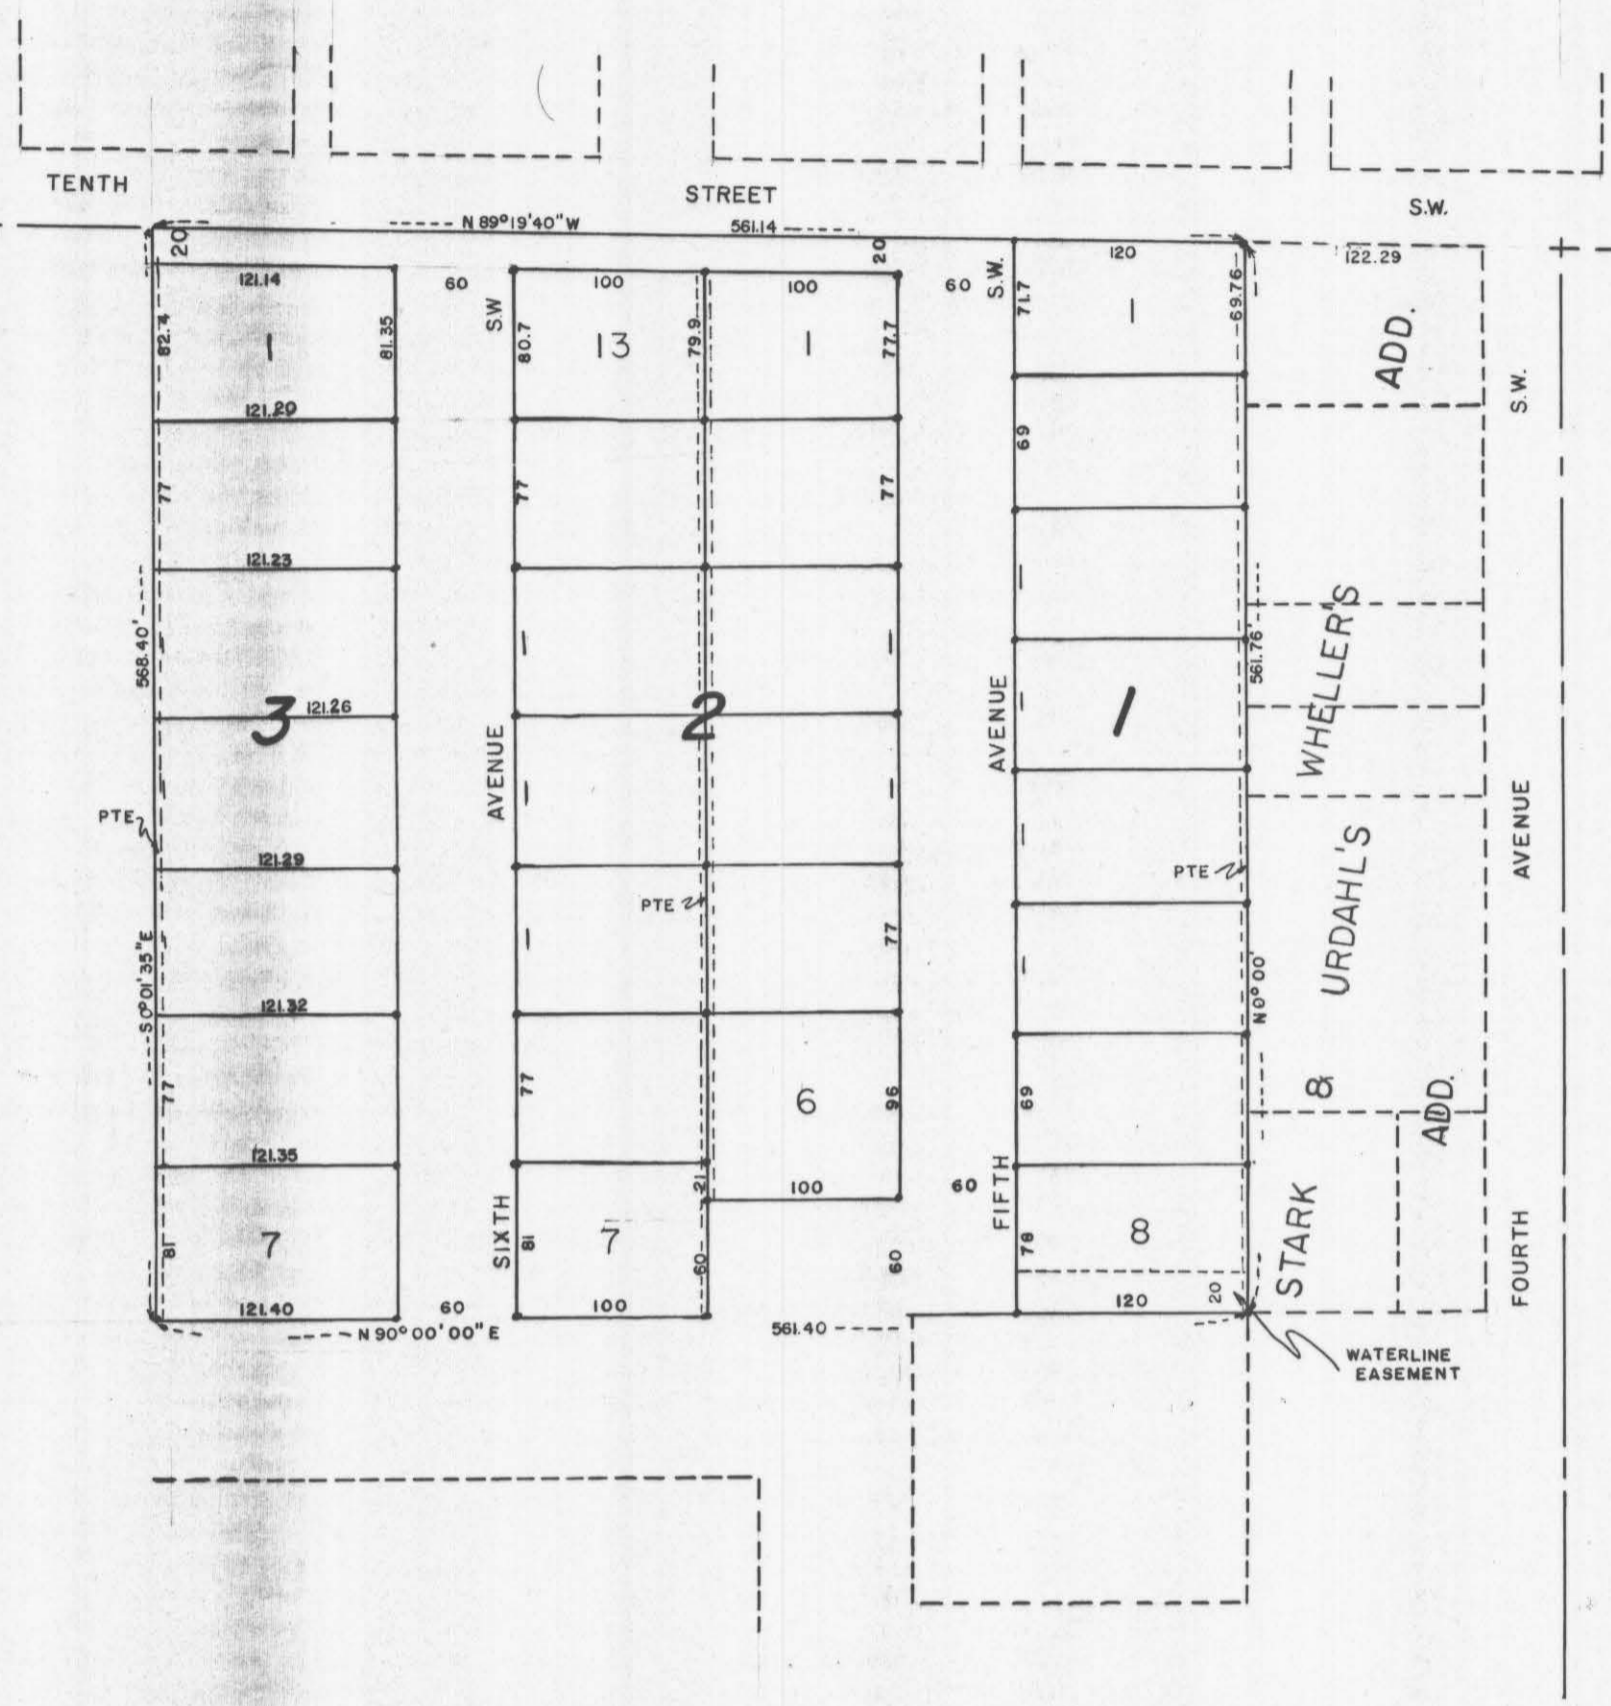 TENTH
STREET
S.W.
N 89°19'40" W
561.14
20
20
121.14
60
S.W
100
100
60
S.W.
120
122.29
82.4
1
81.35
80.7
13
79.9
1
77.7
71.7
1
69.76
ADD.
S.W.
121.20
77
77
77
69
121.23
568.40'
3
121.26
2
1
561.76'
WHELLER'S
AVENUE
AVENUE
AVENUE
PTE
121.29
PTE
PTE
URDAHL'S
S 0°01'35" E
121.32
77
N 0° 00'
77
77
6
96
69
&
ADD.
121.35
21
100
60
FIFTH
SIXTH
81
7
81
7
60
60
78
8
STARK
FOURTH
121.40
60
100
120
20
N 90°00'00" E
561.40
WATERLINE
EASEMENT